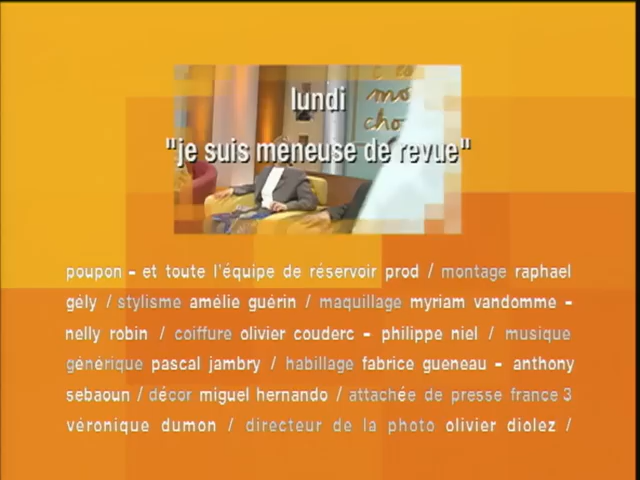 lundi
"je suis meneuse de revue"
mo
cho
poupon - et toute l'équipe de réservoir prod / montage raphael
gély / stylisme amélie guérin / maquillage myriam vandomme -
nelly robin / coiffure olivier couderc - philippe niel / musique
générique pascal jambry / habillage fabrice gueneau - anthony
sebaoun / décor miguel hernando / attachée de presse france 3
véronique dumon / directeur de la photo olivier diolez /